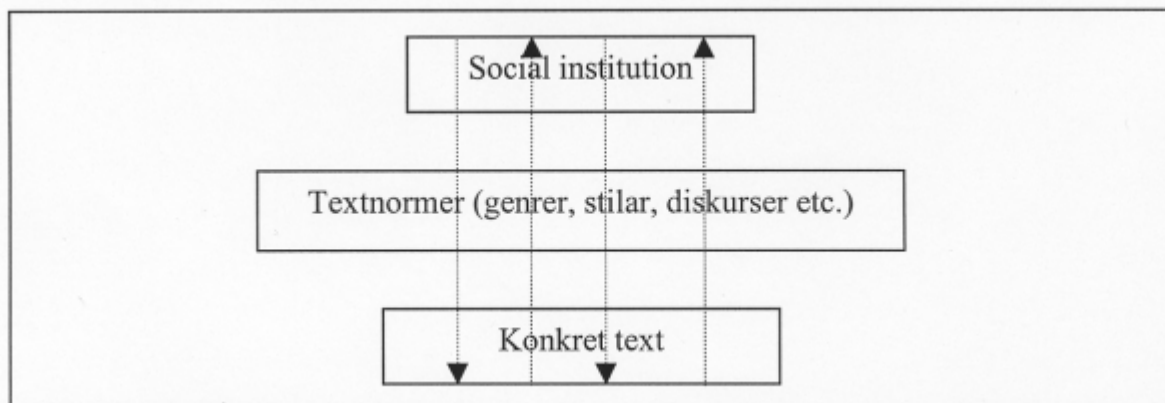 Social institution
Textnormer (genrer, stilar, diskurser etc.)
Konkret text